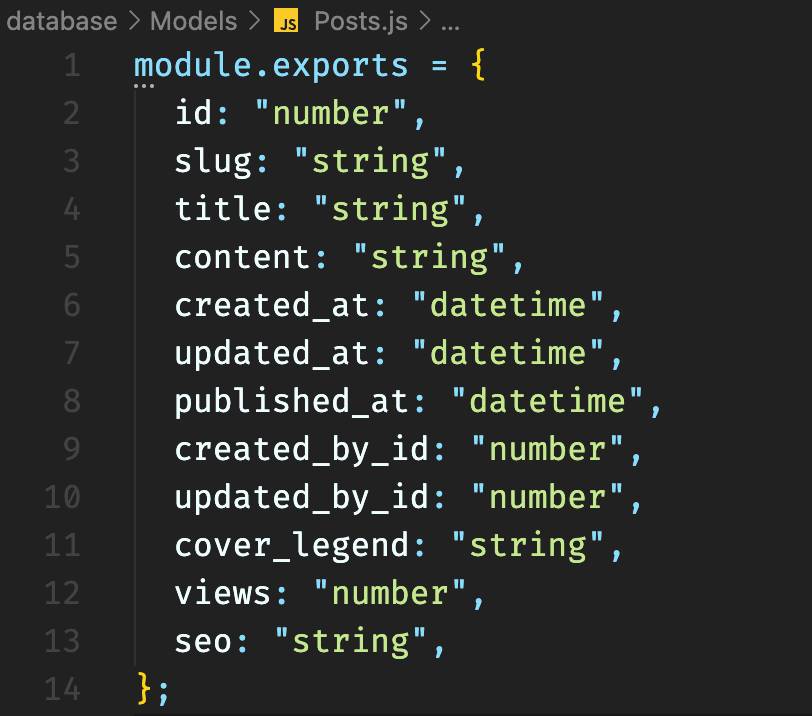 database > Models > JS Posts.js > ...
1 module.exports = {
2 id: "number",
3 slug: "string",
4 title: "string",
5 content: "string",
6 created_at: "datetime",
7 updated_at: "datetime",
8 published_at: "datetime",
9 created_by_id: "number",
10 updated_by_id: "number",
11 cover_legend: "string",
12 views: "number",
13 seo: "string",
14 };